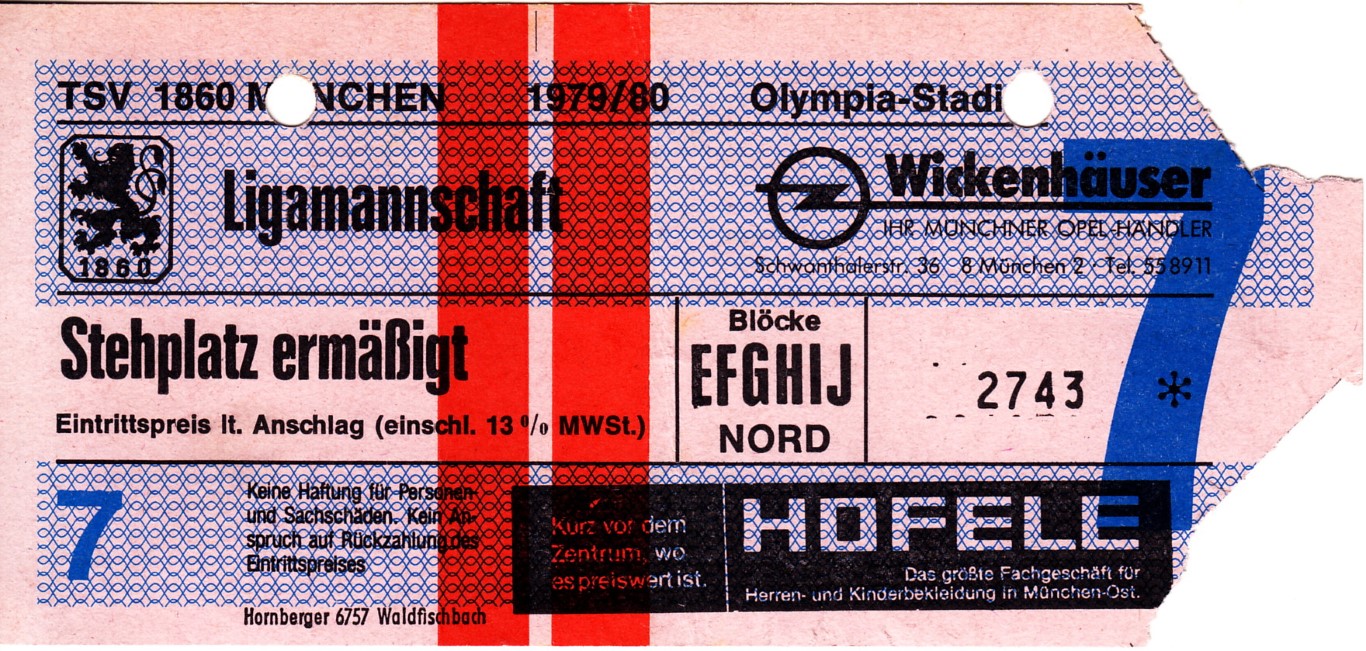 TSV 1860 MÜNCHEN 1979/80 Olympia-Stadi
1860
Ligamannschaft
Wickenhäuser
IHR MÜNCHNER OPEL-HÄNDLER
Schwanthalerstr. 36 8 München 2 · Tel. 558911
7
Stehplatz ermäßigt
Eintrittspreis lt. Anschlag (einschl. 13 % MWSt.)
Blöcke
EFGHIJ
NORD
2743 *
7
Keine Haftung für Personen-
und Sachschäden. Kein An-
spruch auf Rückzahlung des
Eintrittspreises
Hornberger 6757 Waldfischbach
Kurz vor dem
Zentrum, wo
es preiswert ist.
HOFELE
Das größte Fachgeschäft für
Herren- und Kinderbekleidung in München-Ost.